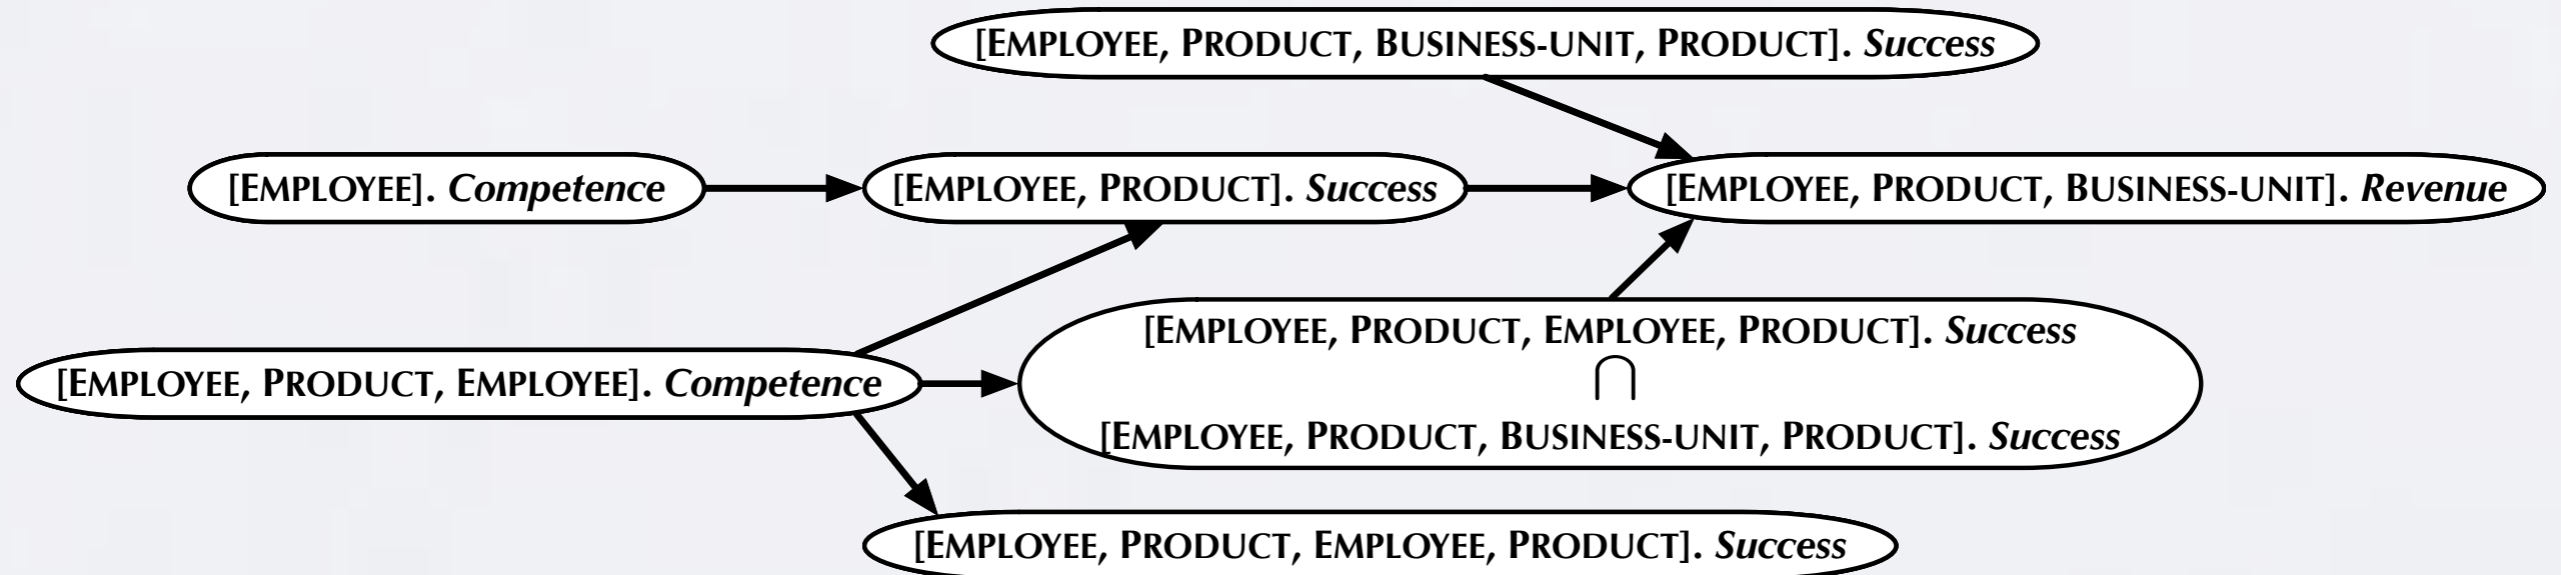 [EMPLOYEE, PRODUCT, BUSINESS-UNIT, PRODUCT]. Success
[EMPLOYEE]. Competence
[EMPLOYEE, PRODUCT]. Success
[EMPLOYEE, PRODUCT, BUSINESS-UNIT]. Revenue
[EMPLOYEE, PRODUCT, EMPLOYEE]. Competence
[EMPLOYEE, PRODUCT, EMPLOYEE, PRODUCT]. Success
∩
[EMPLOYEE, PRODUCT, BUSINESS-UNIT, PRODUCT]. Success
[EMPLOYEE, PRODUCT, EMPLOYEE, PRODUCT]. Success